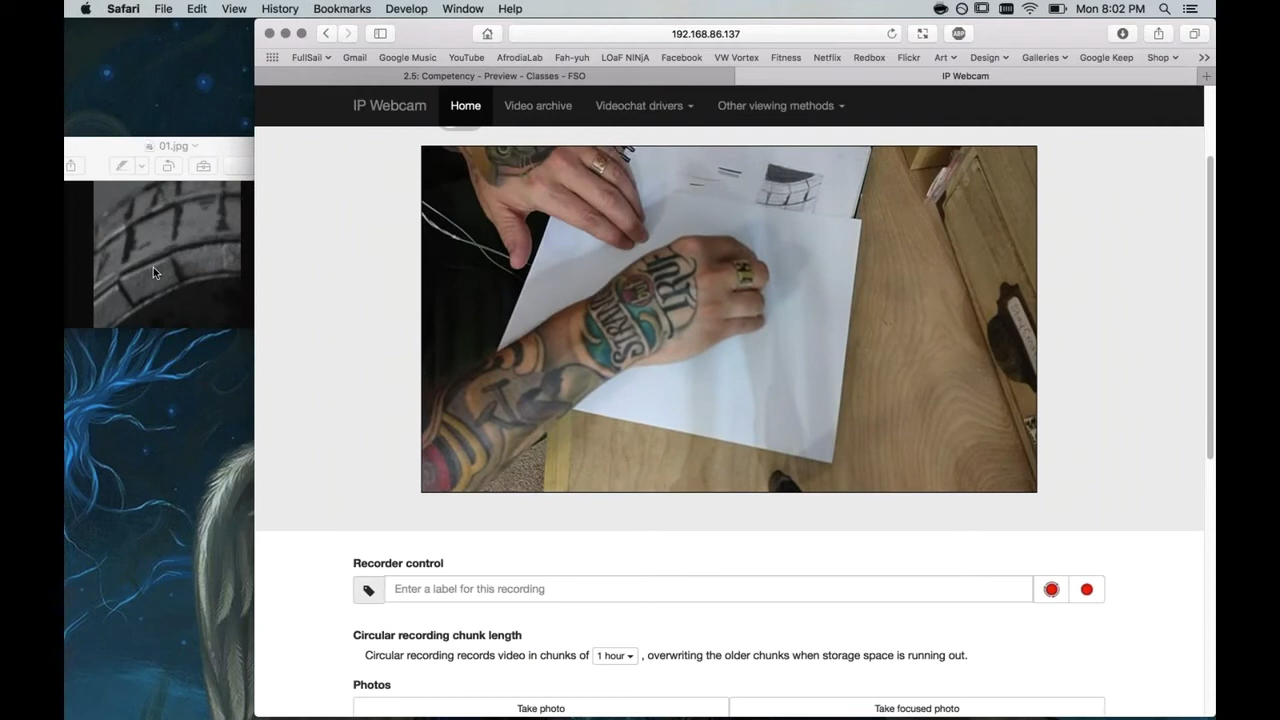 Safari File Edit View History Bookmarks Develop Window Help Mon 8:02 PM
192.168.86.137
FullSail Gmail Google Music YouTube AfrodiaLab Fah-yuh LOaF NINjA Facebook VW Vortex Fitness Netflix Redbox Flickr Art Design Galleries Google Keep Shop
2.5: Competency - Preview - Classes - FSO IP Webcam
IP Webcam Home Video archive Videochat drivers Other viewing methods
01.jpg
STRANGE
TRUE
Recorder control
Enter a label for this recording
Circular recording chunk length
Circular recording records video in chunks of 1 hour , overwriting the older chunks when storage space is running out.
Photos
Take photo Take focused photo